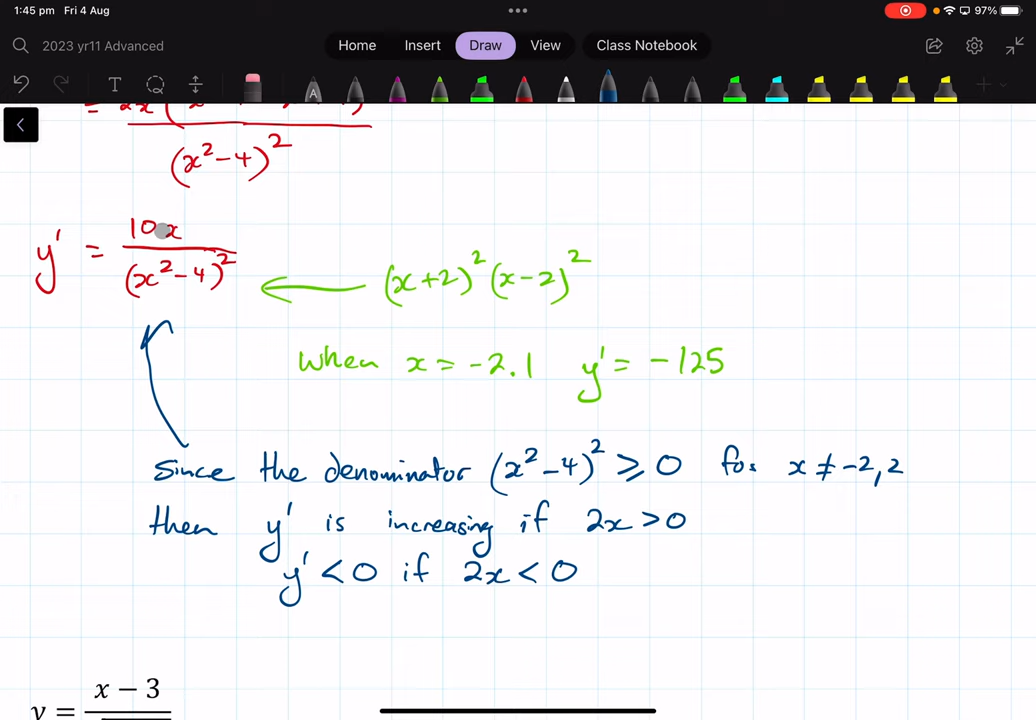 1:45 pm Fri 4 Aug
97%
2023 yr11 Advanced
Home Insert Draw View Class Notebook
(x² - 4)²
y' = 10x / (x² - 4)²
(x+2)² (x-2)²
when x = -2.1 y' = -125
since the denominator (x² - 4)² ⩾ 0 for x ≠ -2, 2
then y' is increasing if 2x > 0
y' < 0 if 2x < 0
x − 3
y =